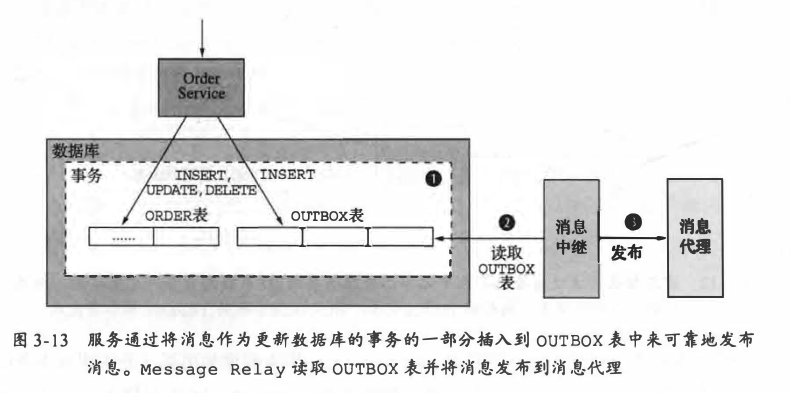 Order
Service
数据库
事务
INSERT,
UPDATE,DELETE
INSERT
❶
ORDER表
OUTBOX表
......
❷
读取
OUTBOX
表
消息
中继
❸
发布
消息
代理
图 3-13 服务通过将消息作为更新数据库的事务的一部分插入到 OUTBOX 表中来可靠地发布
消息。Message Relay 读取 OUTBOX 表并将消息发布到消息代理